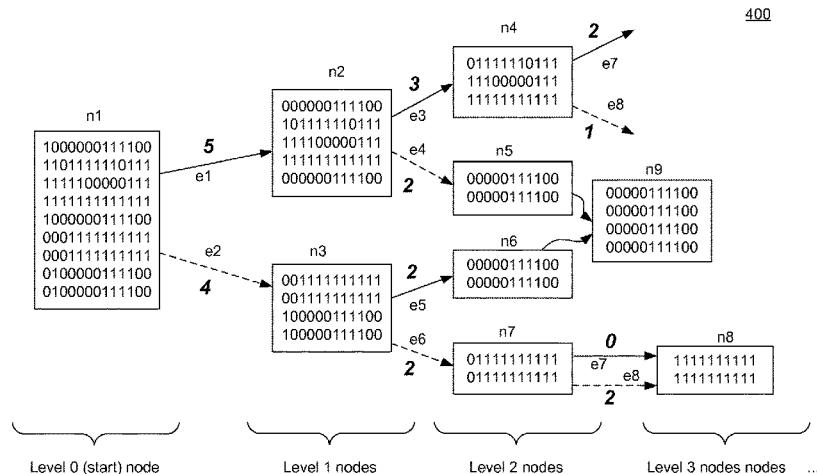 400
n1
1000000111100
1101111110111
1111100000111
1111111111111
1000000111100
0001111111111
0001111111111
0100000111100
0100000111100
5
e1
e2
4
n2
000000111100
101111110111
111100000111
111111111111
000000111100
3
e3
e4
2
n3
001111111111
001111111111
100000111100
100000111100
2
e5
e6
2
n4
01111110111
11100000111
11111111111
2
e7
e8
1
n5
00000111100
00000111100
n6
00000111100
00000111100
n9
00000111100
00000111100
00000111100
00000111100
n7
01111111111
01111111111
0
e7
e8
2
n8
1111111111
1111111111
Level 0 (start) node
Level 1 nodes
Level 2 nodes
Level 3 nodes nodes
...